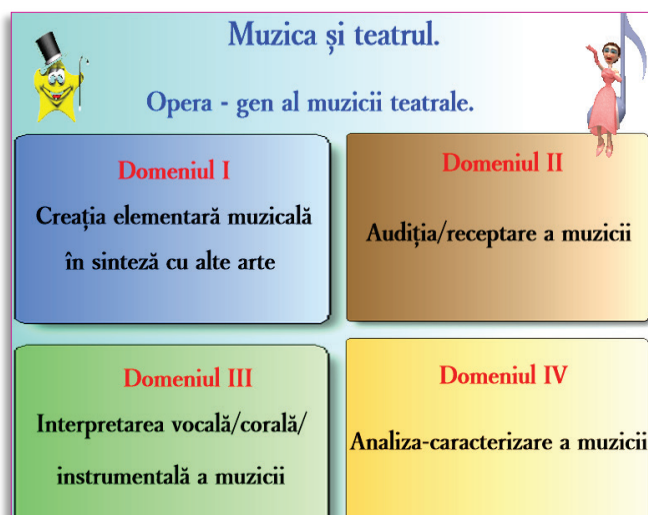 Muzica și teatrul.
Opera - gen al muzicii teatrale.
Domeniul I
Creația elementară muzicală
în sinteză cu alte arte
Domeniul II
Audiția/receptare a muzicii
Domeniul III
Interpretarea vocală/corală/
instrumentală a muzicii
Domeniul IV
Analiza-caracterizare a muzicii